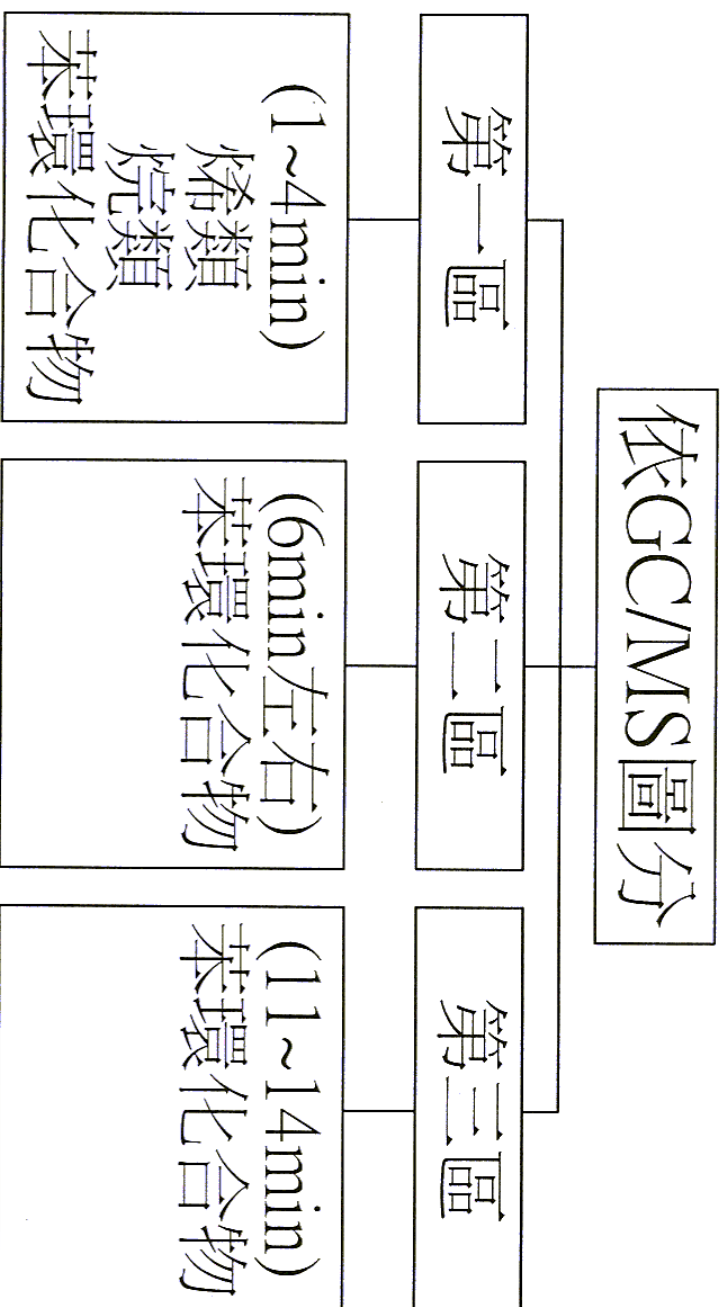 依GC/MS圖分
第一區
(1~4min)
烯類
烷類
苯環化合物
第二區
(6min左右)
苯環化合物
第三區
(11~14min)
苯環化合物